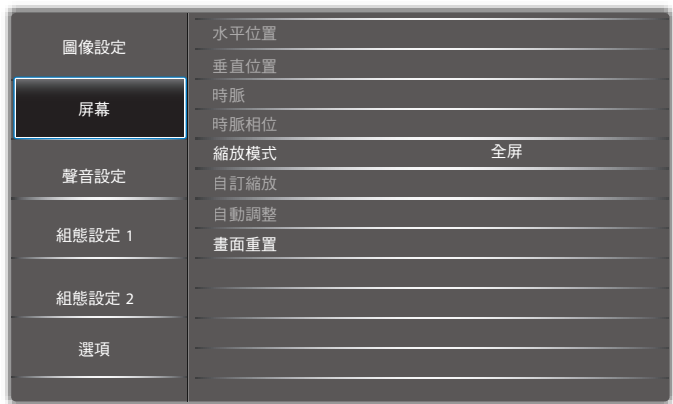 圖像設定
屏幕
聲音設定
組態設定 1
組態設定 2
選項
水平位置
垂直位置
時脈
時脈相位
縮放模式 全屏
自訂縮放
自動調整
畫面重置